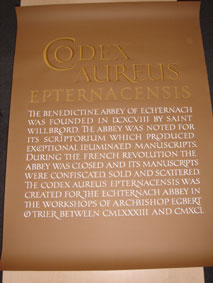 CODEX
AUREUS
EPTERNACENSIS
THE BENEDICTINE ABBEY OF ECHTERNACH
WAS FOUNDED IN DCXCVIII BY SAINT
WILLBRORD. THE ABBEY WAS NOTED FOR
ITS SCRIPTORIUM WHICH PRODUCED
EXCEPTIONAL ILLUMINATED MANUSCRIPTS.
DURING THE FRENCH REVOLUTION THE
ABBEY WAS CLOSED AND ITS MANUSCRIPTS
WERE CONFISCATED, SOLD AND SCATTERED.
THE CODEX AUREUS EPTERNACENSIS WAS
CREATED FOR THE ECHTERNACH ABBEY IN
THE WORKSHOPS OF ARCHBISHOP EGBERT
OF TRIER BETWEEN CMLXXXIII AND CMXCI.